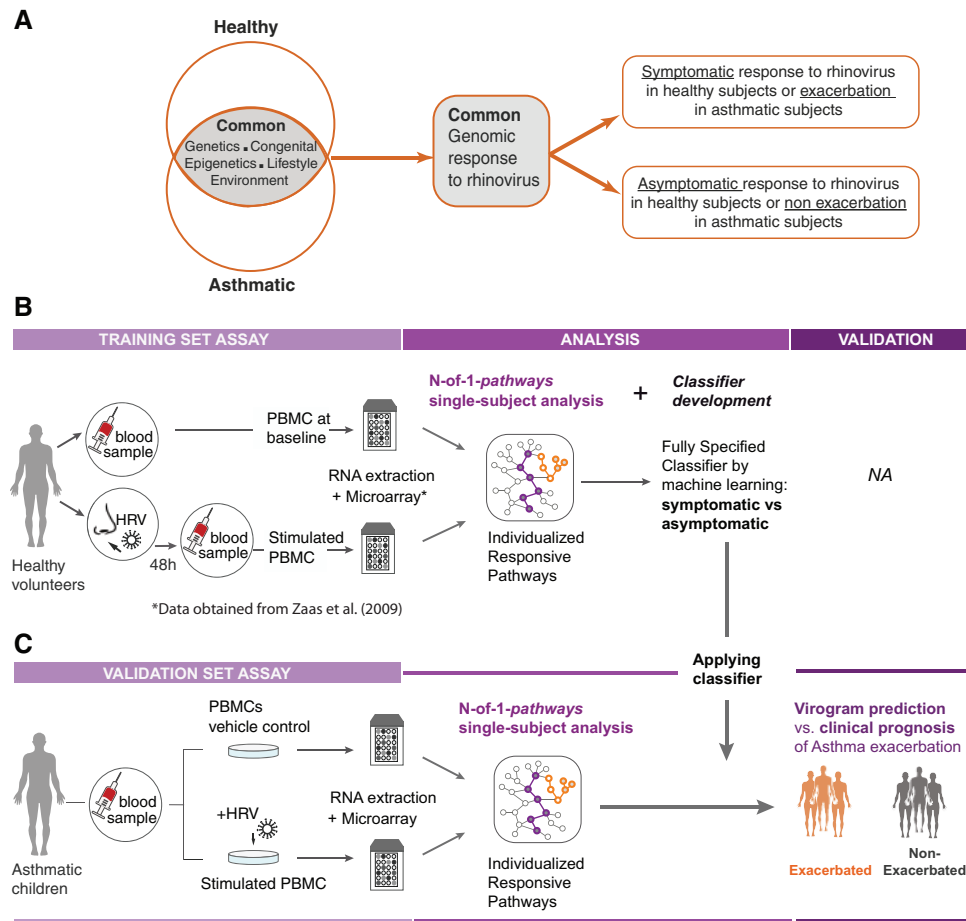 A
Healthy
Common
Genetics ▪ Congenital
Epigenetics ▪ Lifestyle
Environment
Asthmatic
Common
Genomic
response
to rhinovirus
Symptomatic response to rhinovirus
in healthy subjects or exacerbation
in asthmatic subjects
Asymptomatic response to rhinovirus
in healthy subjects or non exacerbation
in asthmatic subjects
B
TRAINING SET ASSAY
ANALYSIS
VALIDATION
Healthy
volunteers
blood
sample
PBMC at
baseline
HRV
48h
blood
sample
Stimulated
PBMC
RNA extraction
+ Microarray*
*Data obtained from Zaas et al. (2009)
N-of-1-pathways
single-subject analysis
+
Classifier
development
Individualized
Responsive
Pathways
Fully Specified
Classifier by
machine learning:
symptomatic vs
asymptomatic
NA
C
VALIDATION SET ASSAY
Applying
classifier
Asthmatic
children
blood
sample
PBMCs
vehicle control
+HRV
Stimulated PBMC
RNA extraction
+ Microarray
N-of-1-pathways
single-subject analysis
Individualized
Responsive
Pathways
Virogram prediction
vs. clinical prognosis
of Asthma exacerbation
Exacerbated
Non-
Exacerbated